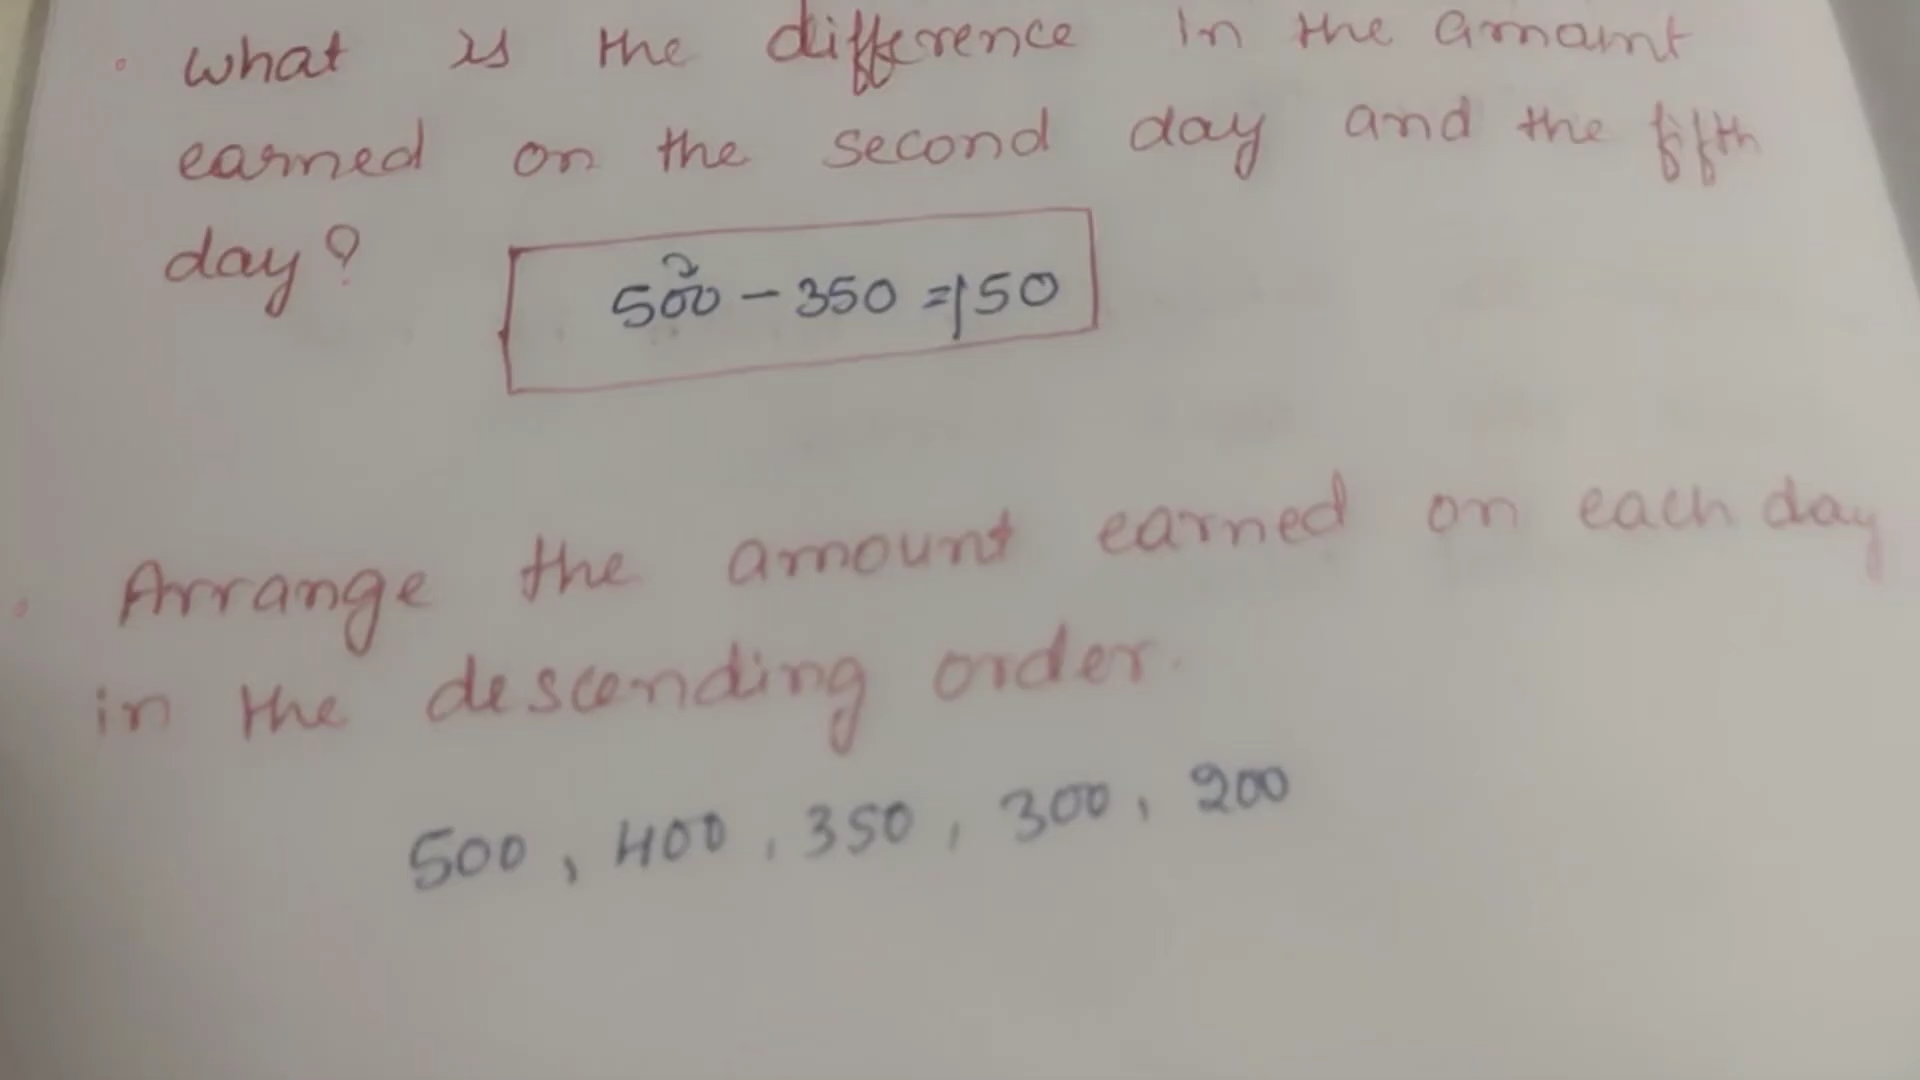 . what is the difference in the amount
earned on the second day and the fifth
day?
500 - 350 = 150
. Arrange the amount earned on each day
in the descending order.
500, 400, 350, 300, 200